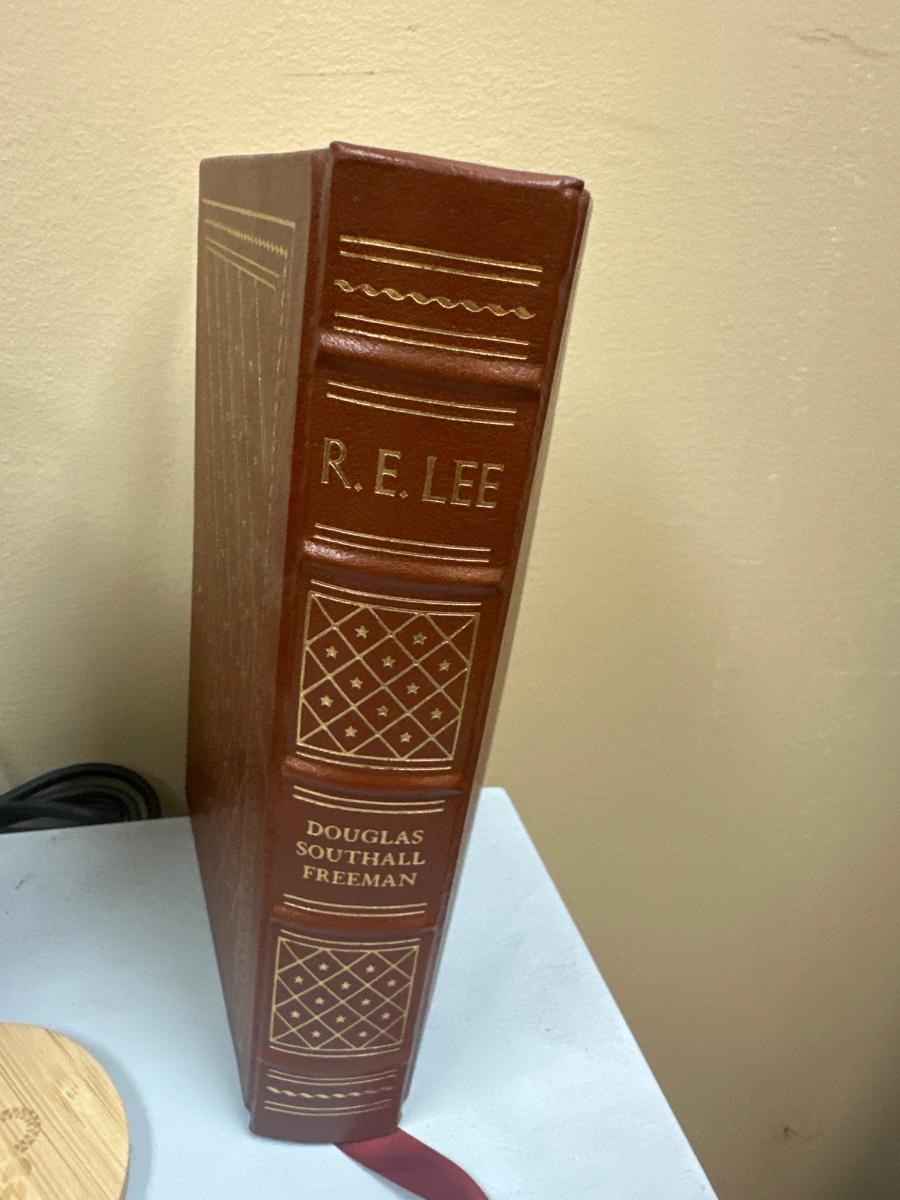 R. E. LEE
DOUGLAS
SOUTHALL
FREEMAN